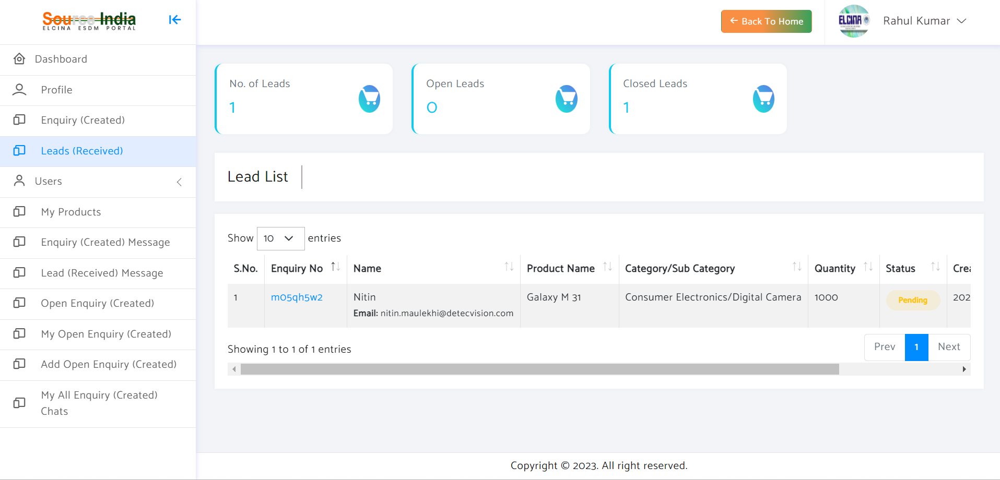 Source India
ELCINA ESDM PORTAL
Back To Home
ELCINA
Rahul Kumar
Dashboard
Profile
Enquiry (Created)
Leads (Received)
Users
My Products
Enquiry (Created) Message
Lead (Received) Message
Open Enquiry (Created)
My Open Enquiry (Created)
Add Open Enquiry (Created)
My All Enquiry (Created)
Chats
No. of Leads
1
Open Leads
0
Closed Leads
1
Lead List
Show 10 entries
S.No. Enquiry No Name Product Name Category/Sub Category Quantity Status Crea
1 m05qh5w2 Nitin Galaxy M 31 Consumer Electronics/Digital Camera 1000 Pending 202
Email: nitin.maulekhi@detecvision.com
Showing 1 to 1 of 1 entries
Prev 1 Next
Copyright © 2023. All right reserved.